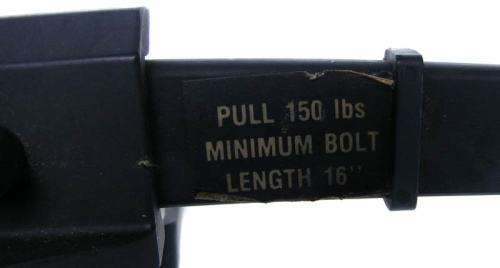 PULL 150 lbs
MINIMUM BOLT
LENGTH 16"